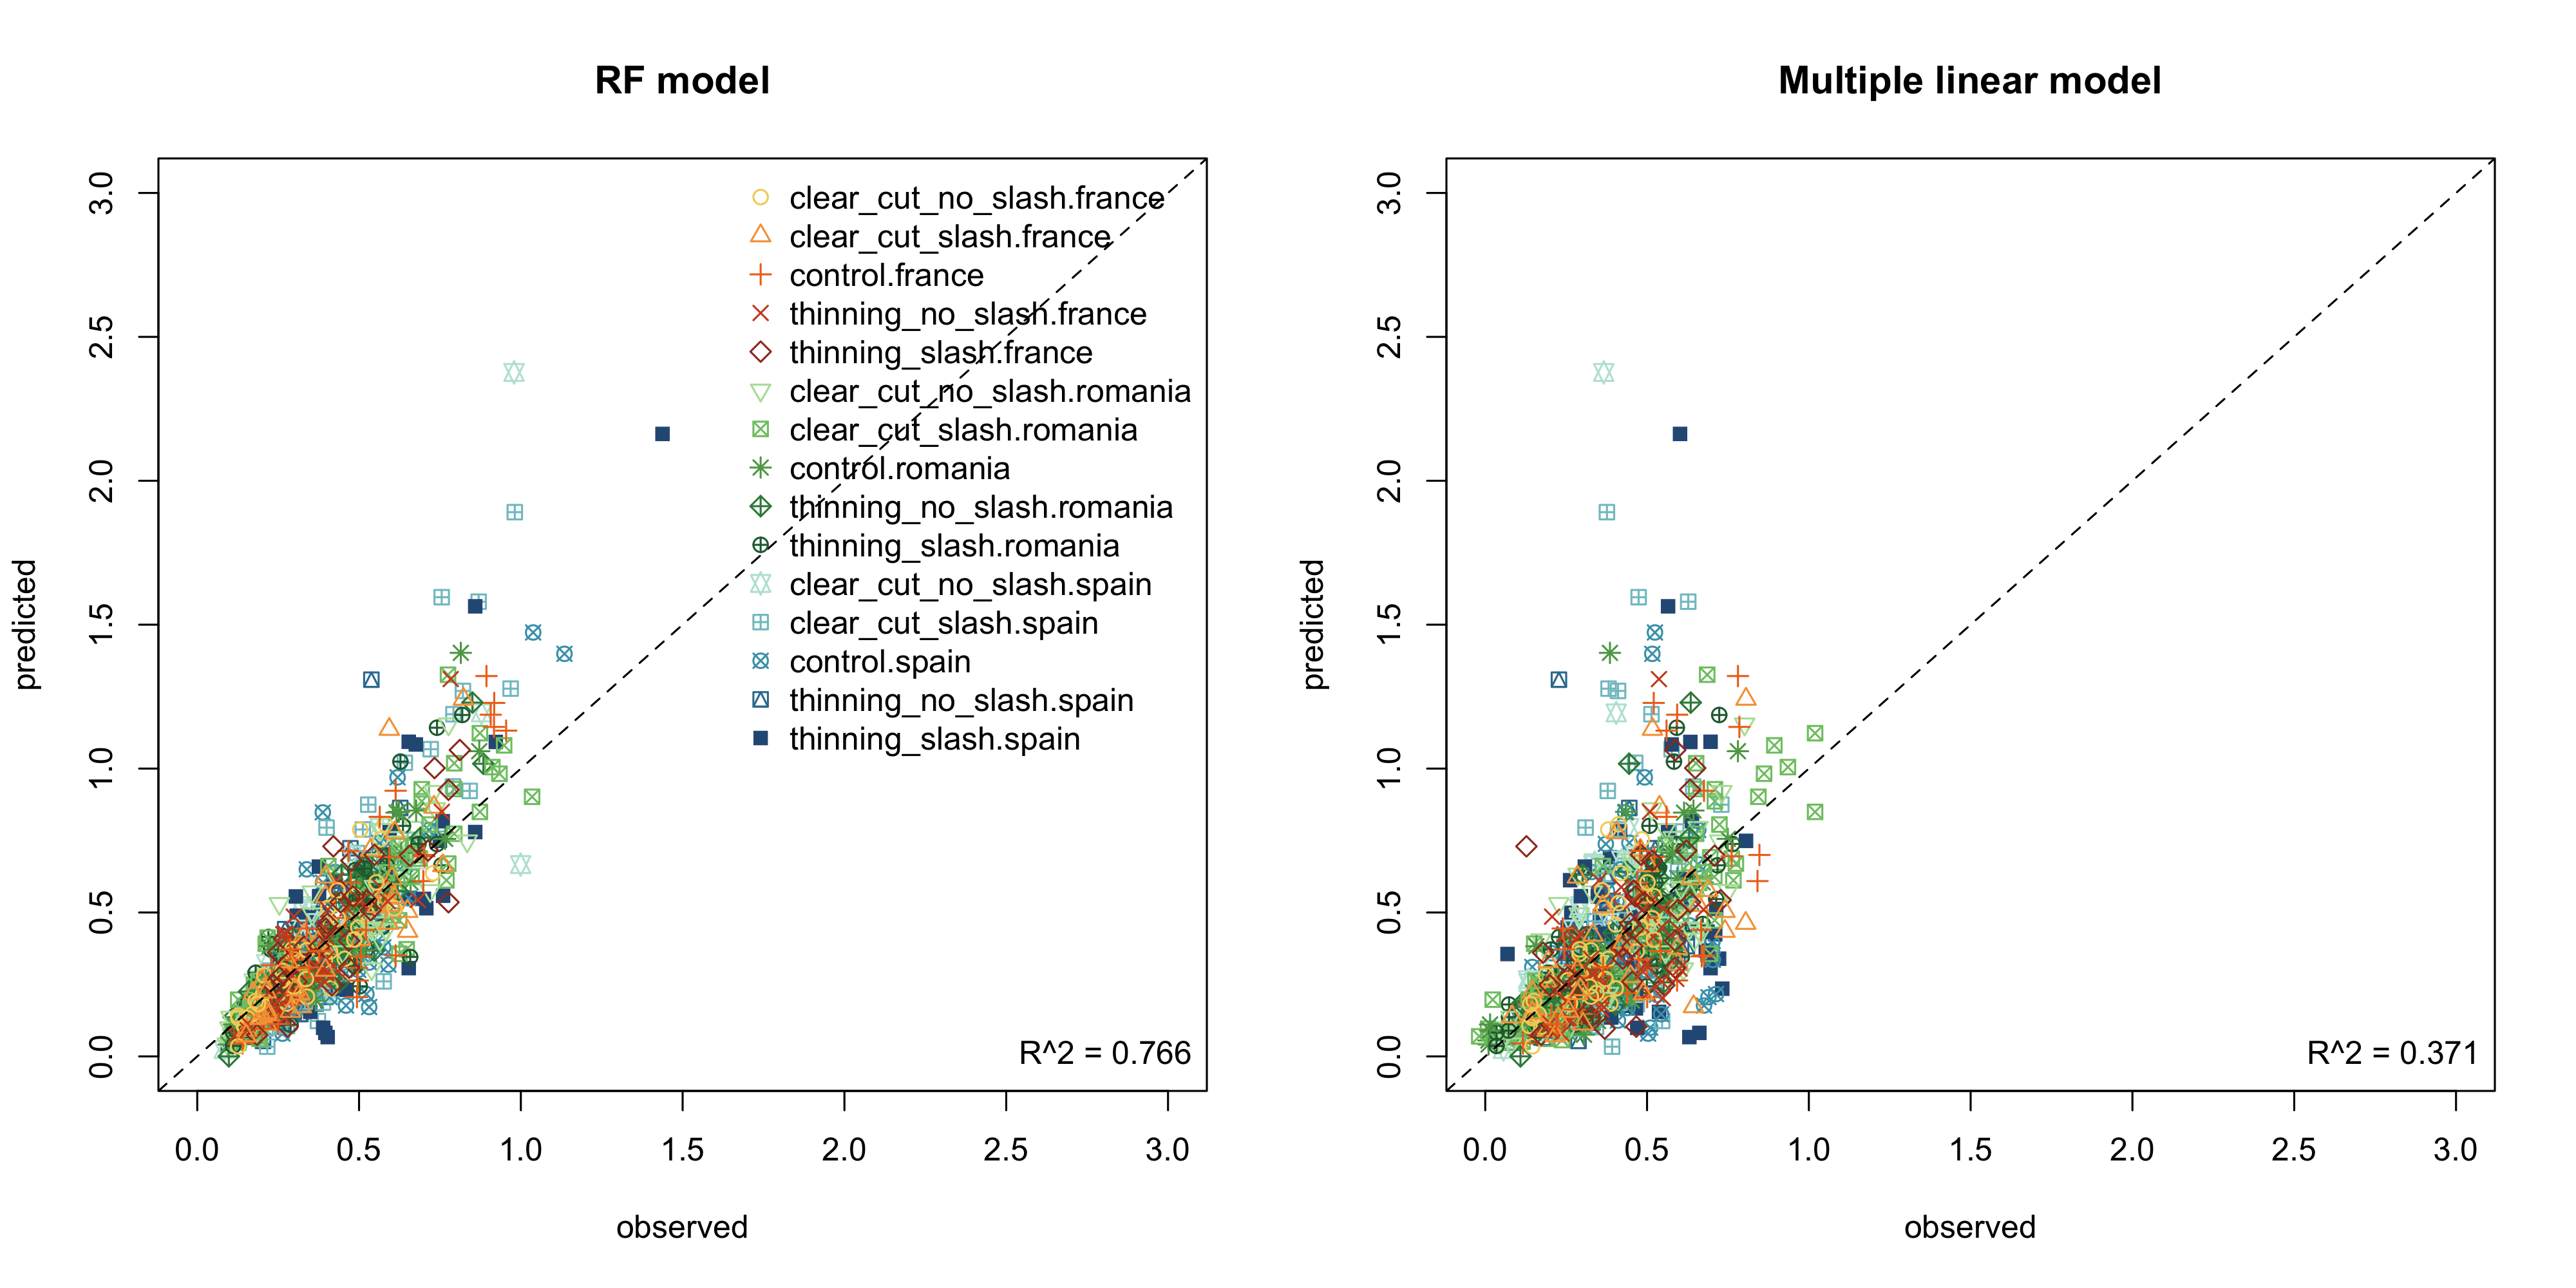 RF model
3.0
2.5
2.0
1.5
1.0
0.5
0.0
predicted
clear_cut_no_slash.france
clear_cut_slash.france
control.france
thinning_no_slash.france
thinning_slash.france
clear_cut_no_slash.romania
clear_cut_slash.romania
control.romania
thinning_no_slash.romania
thinning_slash.romania
clear_cut_no_slash.spain
clear_cut_slash.spain
control.spain
thinning_no_slash.spain
thinning_slash.spain
R^2 = 0.766
0.0 0.5 1.0 1.5 2.0 2.5 3.0
observed
Multiple linear model
3.0
2.5
2.0
1.5
1.0
0.5
0.0
predicted
R^2 = 0.371
0.0 0.5 1.0 1.5 2.0 2.5 3.0
observed